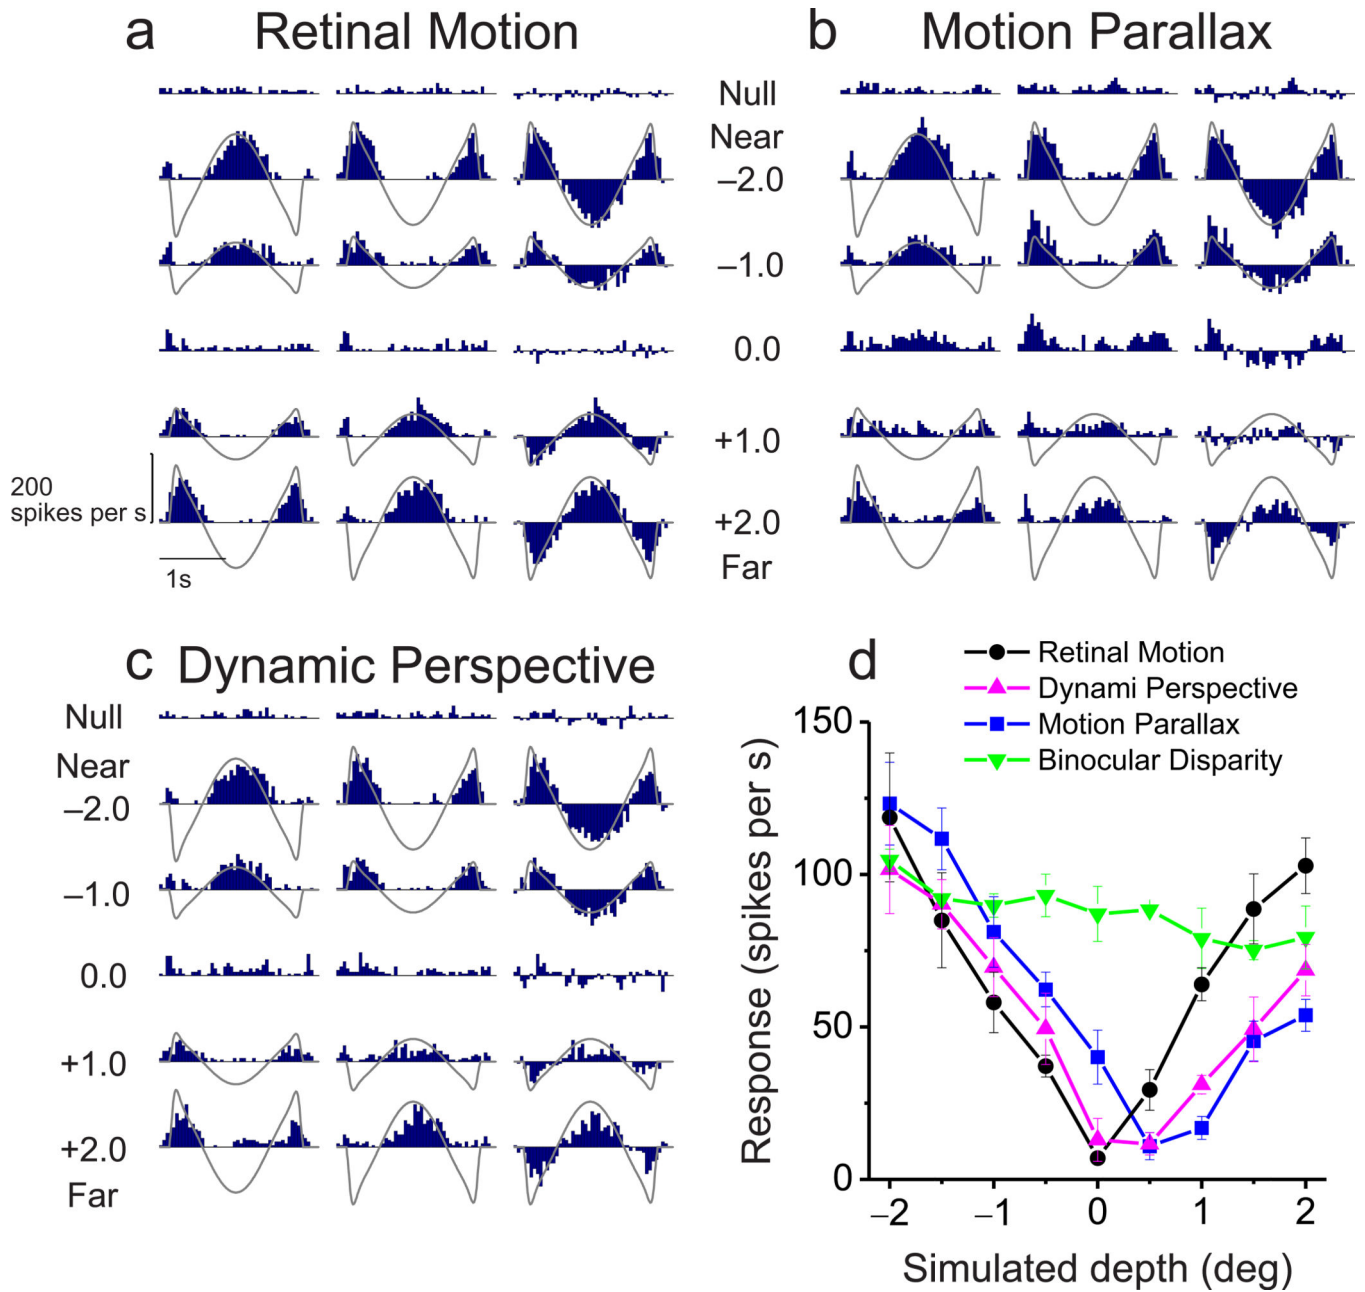 a Retinal Motion
b Motion Parallax
Null
Near
–2.0
–1.0
0.0
+1.0
+2.0
Far
200
spikes per s
1s
c Dynamic Perspective
Null
Near
–2.0
–1.0
0.0
+1.0
+2.0
Far
d
Retinal Motion
Dynami Perspective
Motion Parallax
Binocular Disparity
Response (spikes per s)
150
100
50
0
–2 –1 0 1 2
Simulated depth (deg)